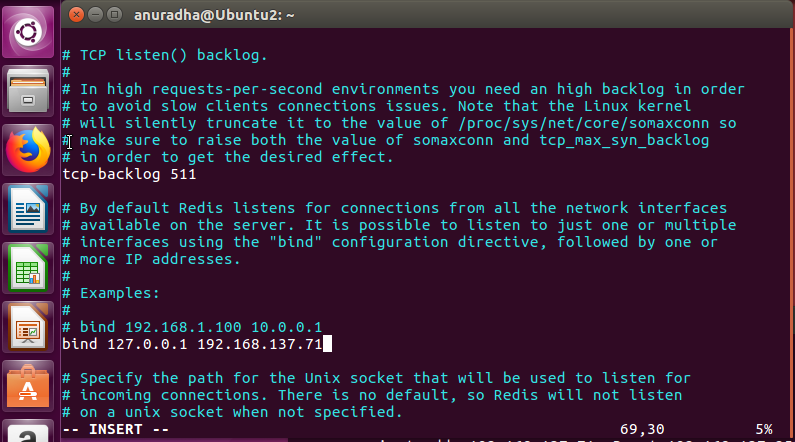 anuradha@Ubuntu2: ~
# TCP listen() backlog.
#
# In high requests-per-second environments you need an high backlog in order
# to avoid slow clients connections issues. Note that the Linux kernel
# will silently truncate it to the value of /proc/sys/net/core/somaxconn so
# make sure to raise both the value of somaxconn and tcp_max_syn_backlog
# in order to get the desired effect.
tcp-backlog 511
# By default Redis listens for connections from all the network interfaces
# available on the server. It is possible to listen to just one or multiple
# interfaces using the "bind" configuration directive, followed by one or
# more IP addresses.
#
# Examples:
#
# bind 192.168.1.100 10.0.0.1
bind 127.0.0.1 192.168.137.71
# Specify the path for the Unix socket that will be used to listen for
# incoming connections. There is no default, so Redis will not listen
# on a unix socket when not specified.
-- INSERT -- 69,30 5%